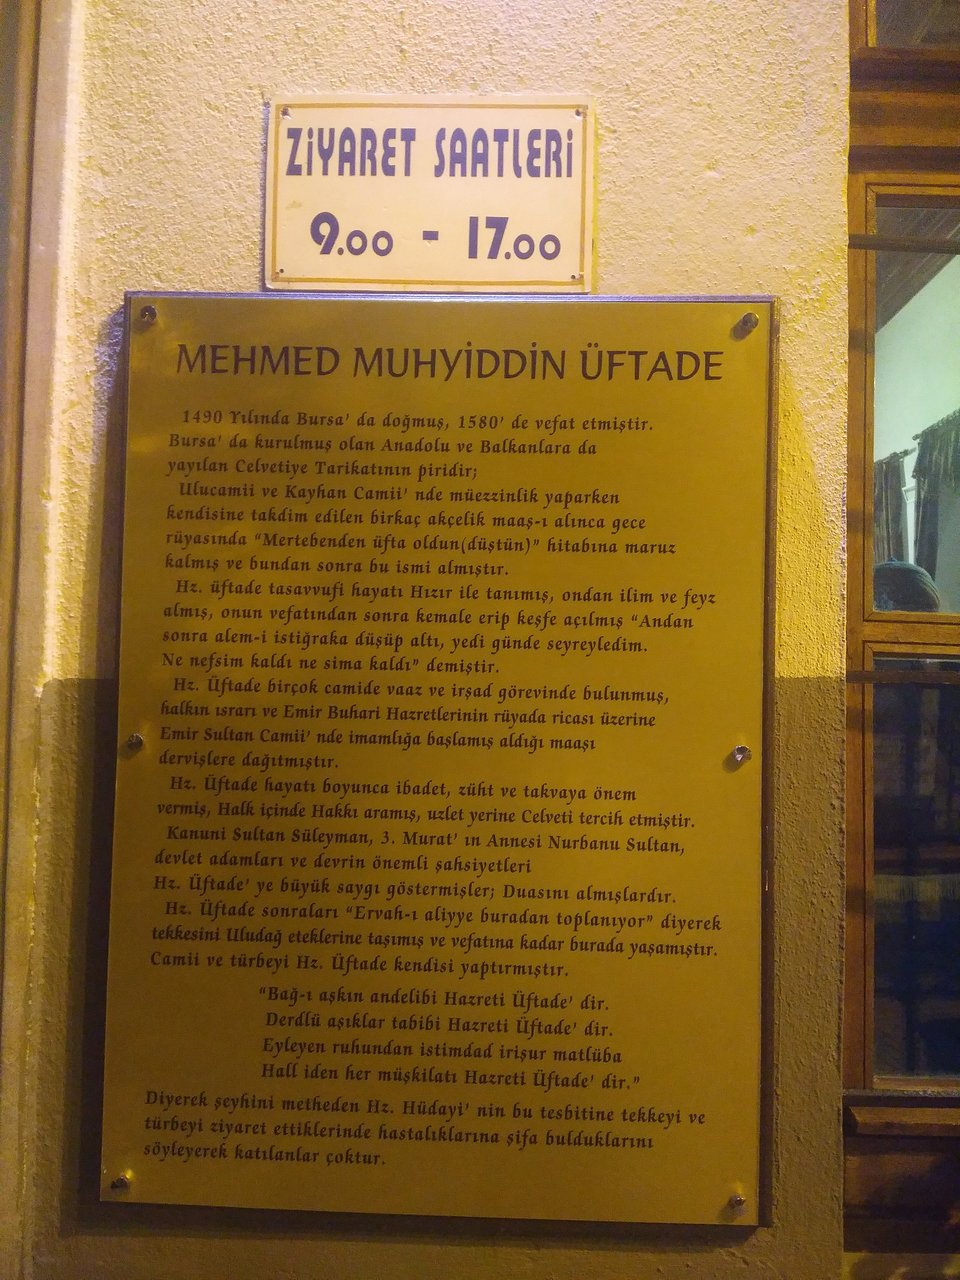 ZİYARET SAATLERİ
9.00 - 17.00
MEHMED MUHYİDDİN ÜFTADE
1490 Yılında Bursa' da doğmuş, 1580' de vefat etmiştir.
Bursa' da kurulmuş olan Anadolu ve Balkanlara da
yayılan Celvetiye Tarikatının piridir;
Ulucamii ve Kayhan Camii' nde müezzinlik yaparken
kendisine takdim edilen birkaç akçelik maaş-ı alınca gece
rüyasında "Mertebenden üfta oldun(düştün)" hitabına maruz
kalmış ve bundan sonra bu ismi almıştır.
Hz. üftade tasavvufi hayatı Hızır ile tanımış, ondan ilim ve feyz
almış, onun vefatından sonra kemale erip keşfe açılmış "Andan
sonra alem-i istiğraka düşüp altı, yedi günde seyreyledim.
Ne nefsim kaldı ne sima kaldı" demiştir.
Hz. Üftade birçok camide vaaz ve irşad görevinde bulunmuş,
halkın ısrarı ve Emir Buhari Hazretlerinin rüyada ricası üzerine
Emir Sultan Camii' nde imamlığa başlamış aldığı maaşı
dervişlere dağıtmıştır.
Hz. Üftade hayatı boyunca ibadet, züht ve takvaya önem
vermiş, Halk içinde Hakkı aramış, uzlet yerine Celveti tercih etmiştir.
Kanuni Sultan Süleyman, 3. Murat' ın Annesi Nurbanu Sultan,
devlet adamları ve devrin önemli şahsiyetleri
Hz. Üftade' ye büyük saygı göstermişler; Duasını almışlardır.
Hz. Üftade sonraları "Ervah-ı aliyye buradan toplanıyor" diyerek
tekkesini Uludağ eteklerine taşımış ve vefatına kadar burada yaşamıştır.
Camii ve türbeyi Hz. Üftade kendisi yaptırmıştır.
"Bağ-ı aşkın andelibi Hazreti Üftade' dir.
Derdlü aşıklar tabibi Hazreti Üftade' dir.
Eyleyen ruhundan istimdad irişur matlüba
Hall iden her müşkilatı Hazreti Üftade' dir."
Diyerek şeyhini metheden Hz. Hüdayi' nin bu tesbitine tekkeyi ve
türbeyi ziyaret ettiklerinde hastalıklarına şifa bulduklarını
söyleyerek katılanlar çoktur.